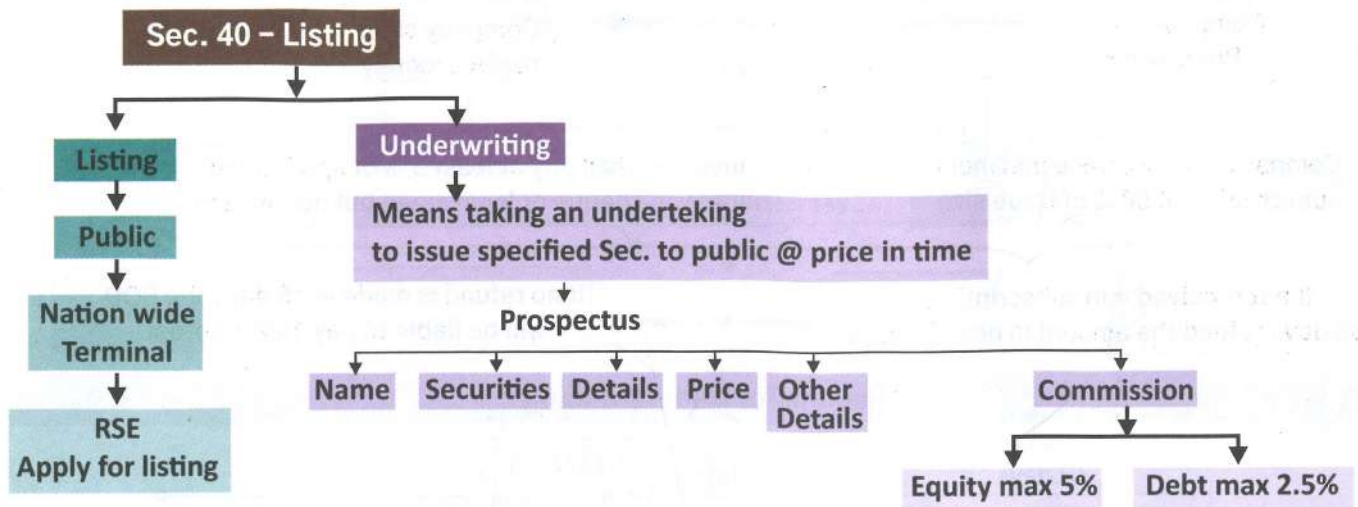 Sec. 40 – Listing
Listing
Underwriting
Public
Means taking an underteking
to issue specified Sec. to public @ price in time
Nation wide
Terminal
Prospectus
Name
Securities
Details
Price
Other
Details
Commission
RSE
Apply for listing
Equity max 5%
Debt max 2.5%